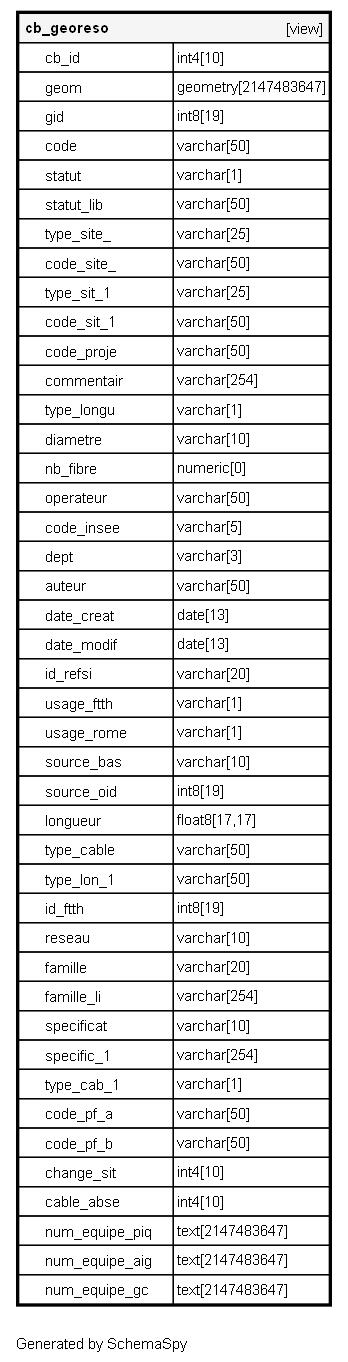 cb_georeso [view]
cb_id int4[10]
geom geometry[2147483647]
gid int8[19]
code varchar[50]
statut varchar[1]
statut_lib varchar[50]
type_site_ varchar[25]
code_site_ varchar[50]
type_sit_1 varchar[25]
code_sit_1 varchar[50]
code_proje varchar[50]
commentair varchar[254]
type_longu varchar[1]
diametre varchar[10]
nb_fibre numeric[0]
operateur varchar[50]
code_insee varchar[5]
dept varchar[3]
auteur varchar[50]
date_creat date[13]
date_modif date[13]
id_refsi varchar[20]
usage_ftth varchar[1]
usage_rome varchar[1]
source_bas varchar[10]
source_oid int8[19]
longueur float8[17,17]
type_cable varchar[50]
type_lon_1 varchar[50]
id_ftth int8[19]
reseau varchar[10]
famille varchar[20]
famille_li varchar[254]
specificat varchar[10]
specific_1 varchar[254]
type_cab_1 varchar[1]
code_pf_a varchar[50]
code_pf_b varchar[50]
change_sit int4[10]
cable_abse int4[10]
num_equipe_piq text[2147483647]
num_equipe_aig text[2147483647]
num_equipe_gc text[2147483647]
Generated by SchemaSpy